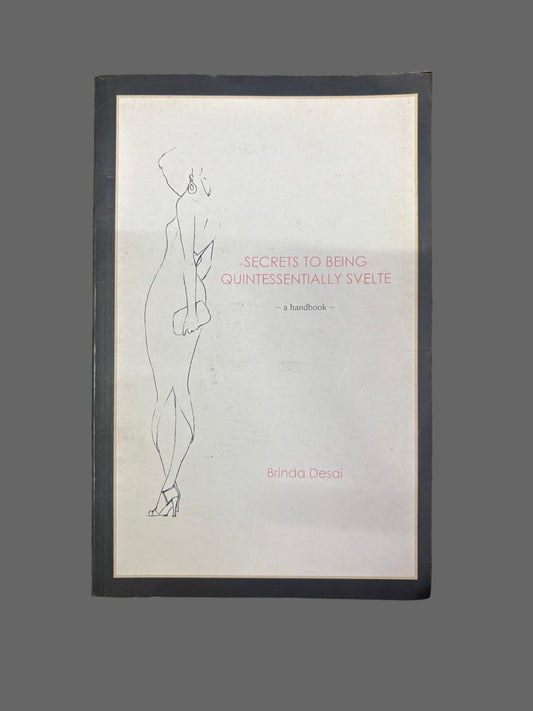 SECRETS TO BEING
QUINTESSENTIALLY SVELTE
~ a handbook ~
Brinda Desai